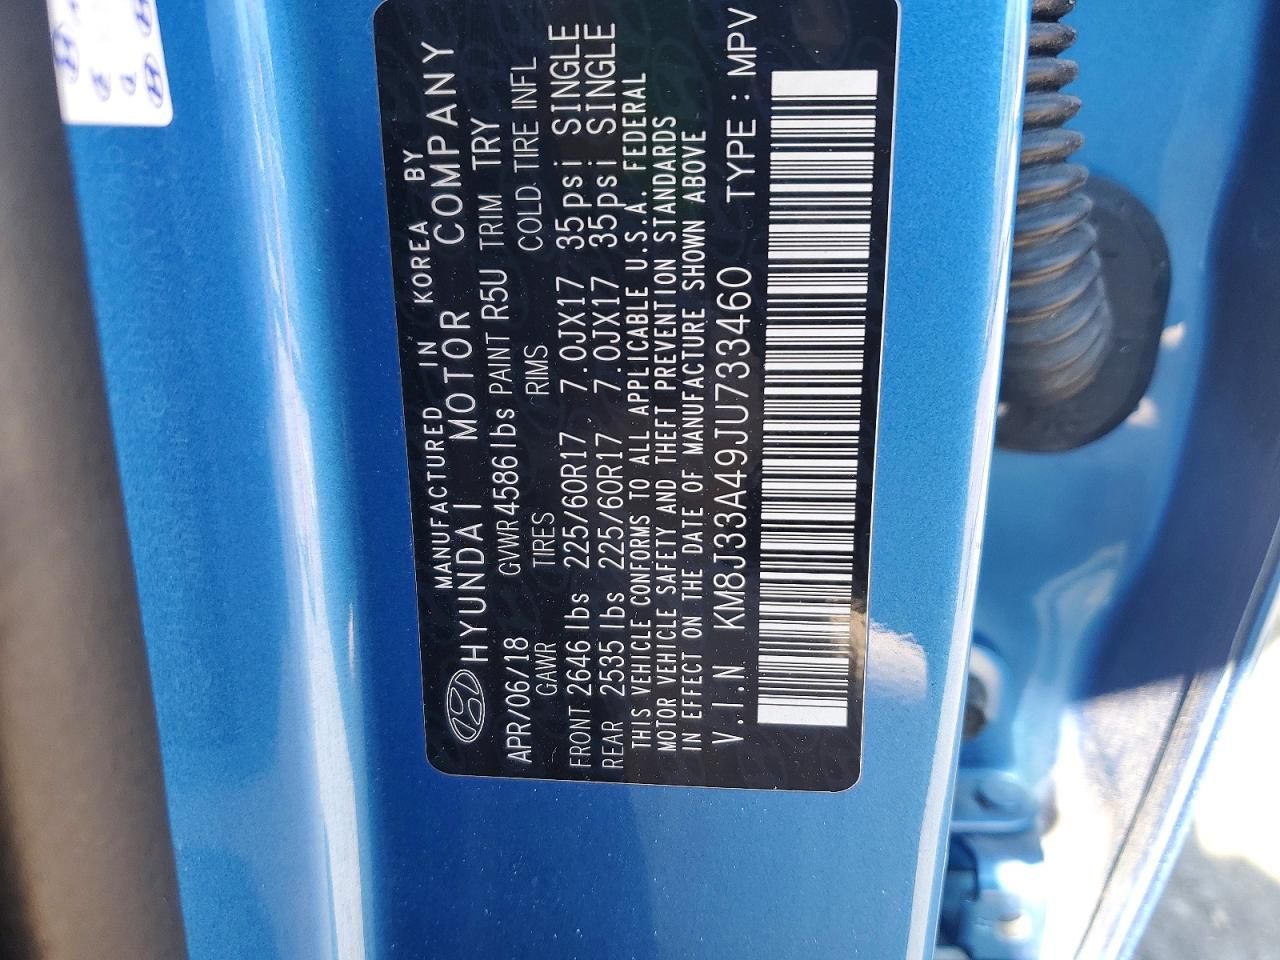 MANUFACTURED IN KOREA BY
HYUNDAI MOTOR COMPANY
APR/06/18 GVWR 4586 lbs PAINT R5U TRIM TRY
GAWR TIRES RIMS COLD TIRE INFL
FRONT 2646 lbs 225/60R17 7.0JX17 35psi SINGLE
REAR 2535 lbs 225/60R17 7.0JX17 35psi SINGLE
THIS VEHICLE CONFORMS TO ALL APPLICABLE U.S.A. FEDERAL
MOTOR VEHICLE SAFETY AND THEFT PREVENTION STANDARDS
IN EFFECT ON THE DATE OF MANUFACTURE SHOWN ABOVE
V.I.N KM8J33A49JU733460 TYPE : MPV